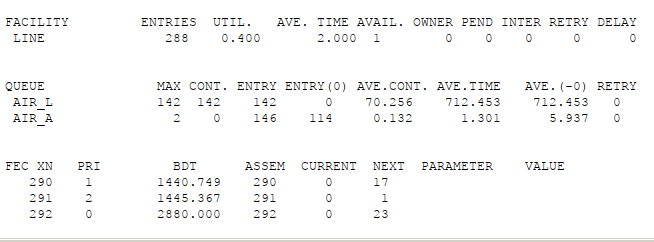 FACILITY ENTRIES UTIL. AVE. TIME AVAIL. OWNER PEND INTER RETRY DELAY
LINE 288 0.400 2.000 1 0 0 0 0 0
QUEUE MAX CONT. ENTRY ENTRY(0) AVE.CONT. AVE.TIME AVE.(-0) RETRY
AIR_L 142 142 142 0 70.256 712.453 712.453 0
AIR_A 2 0 146 114 0.132 1.301 5.937 0
FEC XN PRI BDT ASSEM CURRENT NEXT PARAMETER VALUE
290 1 1440.749 290 0 17
291 2 1445.367 291 0 1
292 0 2880.000 292 0 23